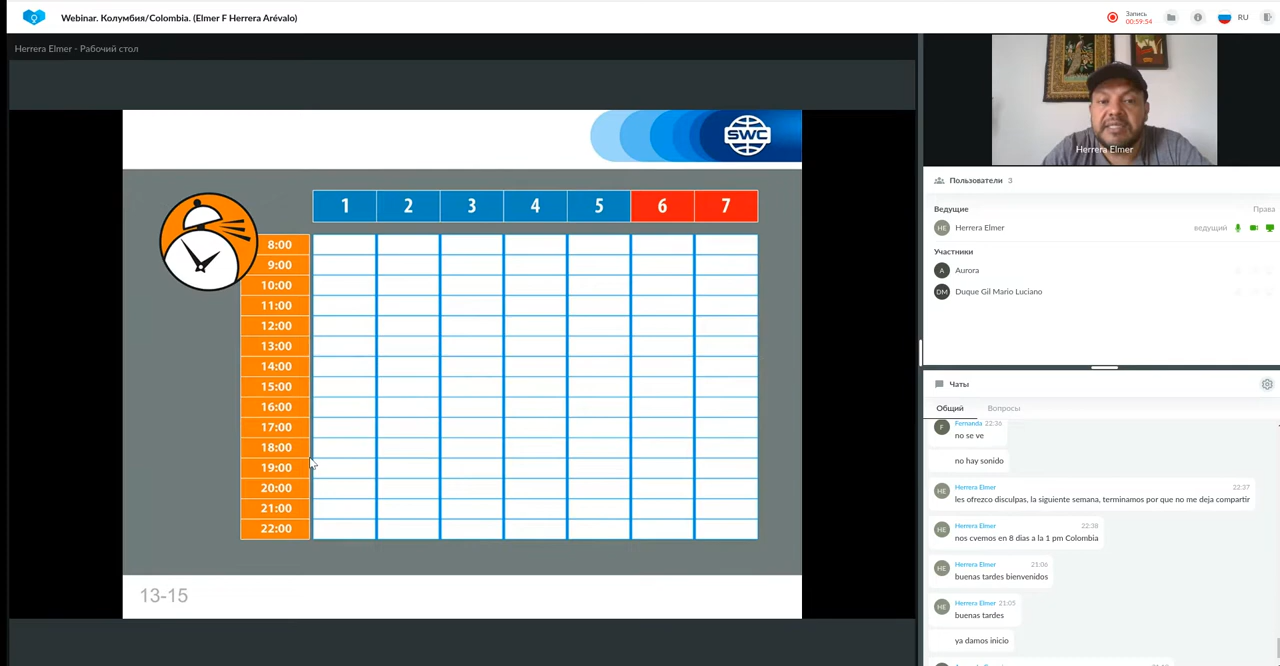 Webinar. Колумбия/Colombia. (Elmer F Herrera Arévalo)
Запись
00:59:54
RU
Herrera Elmer - Рабочий стол
SWC
1 2 3 4 5 6 7
8:00
9:00
10:00
11:00
12:00
13:00
14:00
15:00
16:00
17:00
18:00
19:00
20:00
21:00
22:00
13-15
Herrera Elmer
Пользователи 3
Ведущие Права
HE Herrera Elmer ведущий
Участники
A Aurora
DM Duque Gil Mario Luciano
Чаты
Общий Вопросы
F Fernanda 22:36
no se ve
no hay sonido
HE Herrera Elmer 22:37
les ofrezco disculpas, la siguiente semana, terminamos por que no me deja compartir
HE Herrera Elmer 22:38
nos cvemos en 8 dias a la 1 pm Colombia
HE Herrera Elmer 21:06
buenas tardes bienvenidos
HE Herrera Elmer 21:05
buenas tardes
ya damos inicio